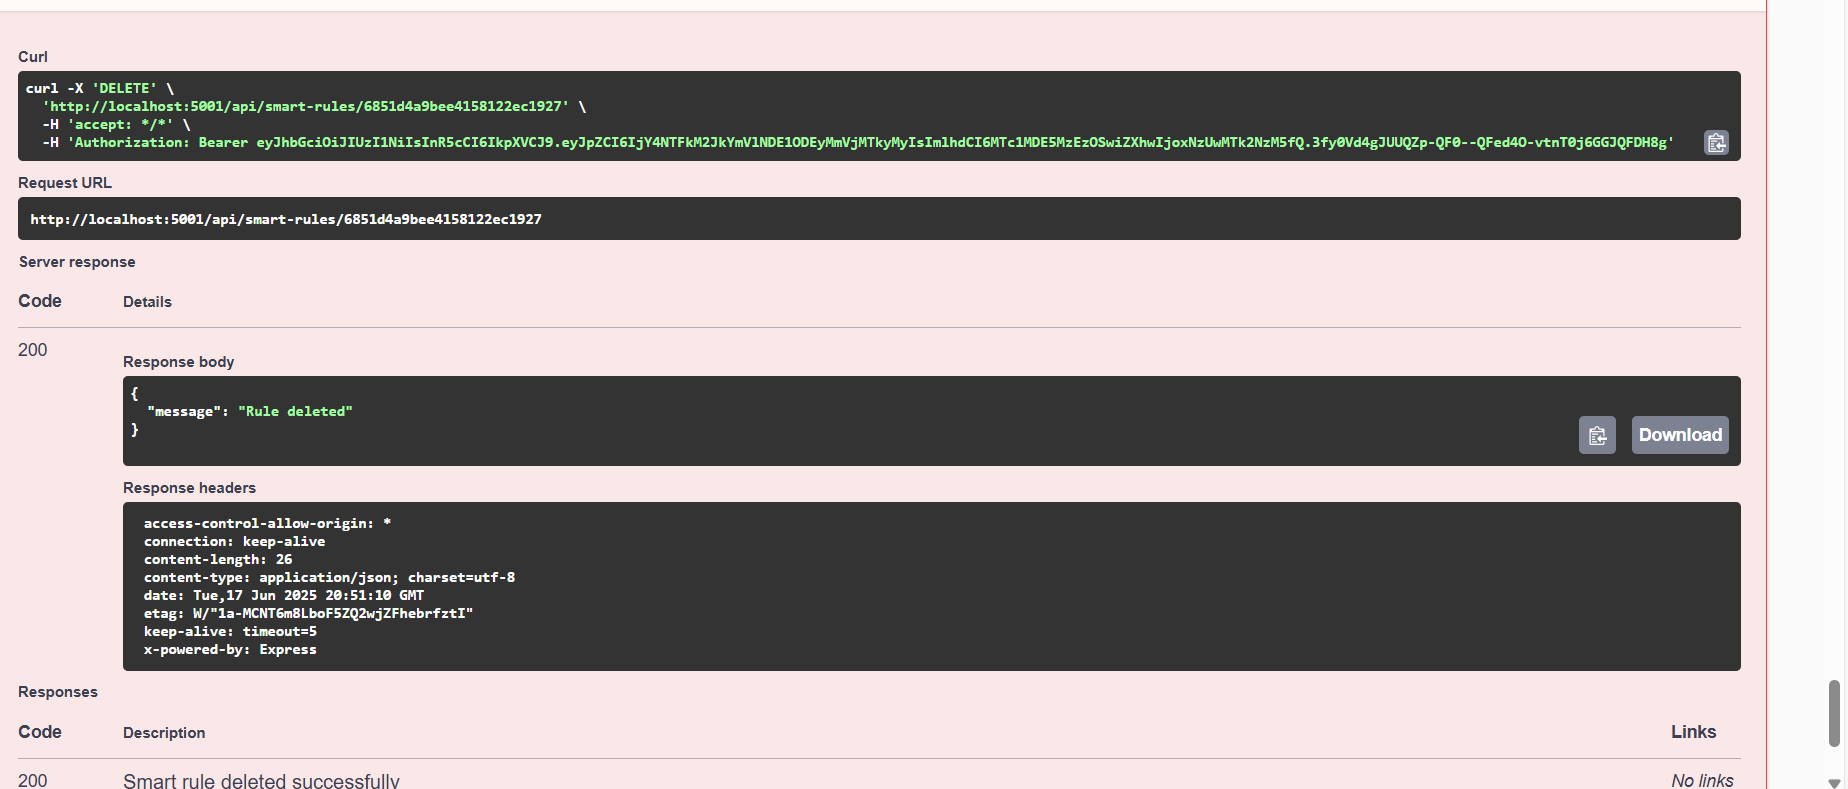 Curl
curl -X 'DELETE' \
'http://localhost:5001/api/smart-rules/6851d4a9bee4158122ec1927' \
-H 'accept: */*' \
-H 'Authorization: Bearer eyJhbGciOiJIUzI1NiIsInR5cCI6IkpXVCJ9.eyJpZCI6IjY4NTFkM2JkYmVlNDE1ODEyMmVjMTkyMyIsImlhdCI6MTc1MDE5MzEzOSwiZXhwIjoxNzUwMTk2NzM5fQ.3fy0Vd4gJUUQZp-QF0--QFed4O-vtnT0j6GGJQFDH8g'
Request URL
http://localhost:5001/api/smart-rules/6851d4a9bee4158122ec1927
Server response
Code Details
200
Response body
{
"message": "Rule deleted"
}
Download
Response headers
access-control-allow-origin: *
connection: keep-alive
content-length: 26
content-type: application/json; charset=utf-8
date: Tue,17 Jun 2025 20:51:10 GMT
etag: W/"1a-MCNT6m8LboF5ZQ2wjZFhebrfztI"
keep-alive: timeout=5
x-powered-by: Express
Responses
Code Description Links
200 Smart rule deleted successfully No links